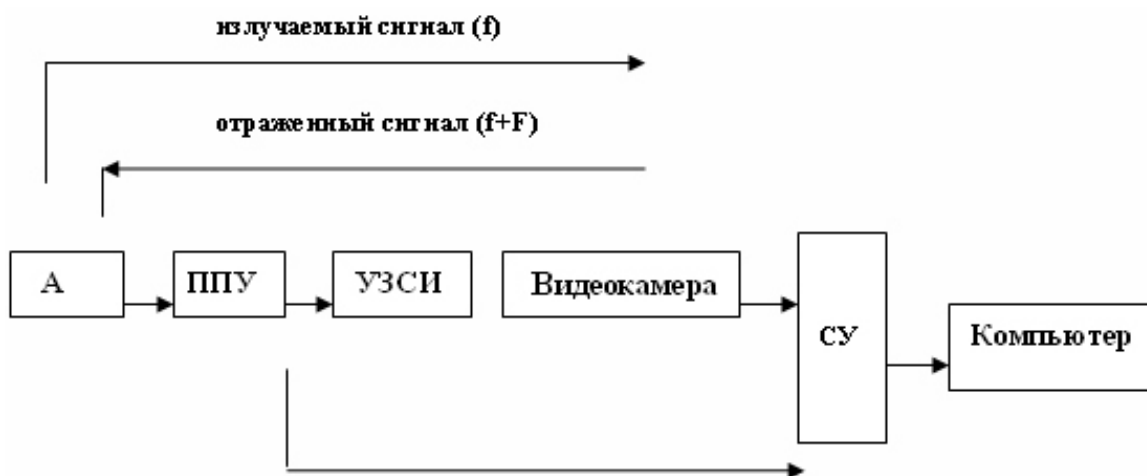 излучаемый сигнал (f)
отраженный сигнал (f+F)
А
ППУ
УЗСИ
Видеокамера
СУ
Компьютер